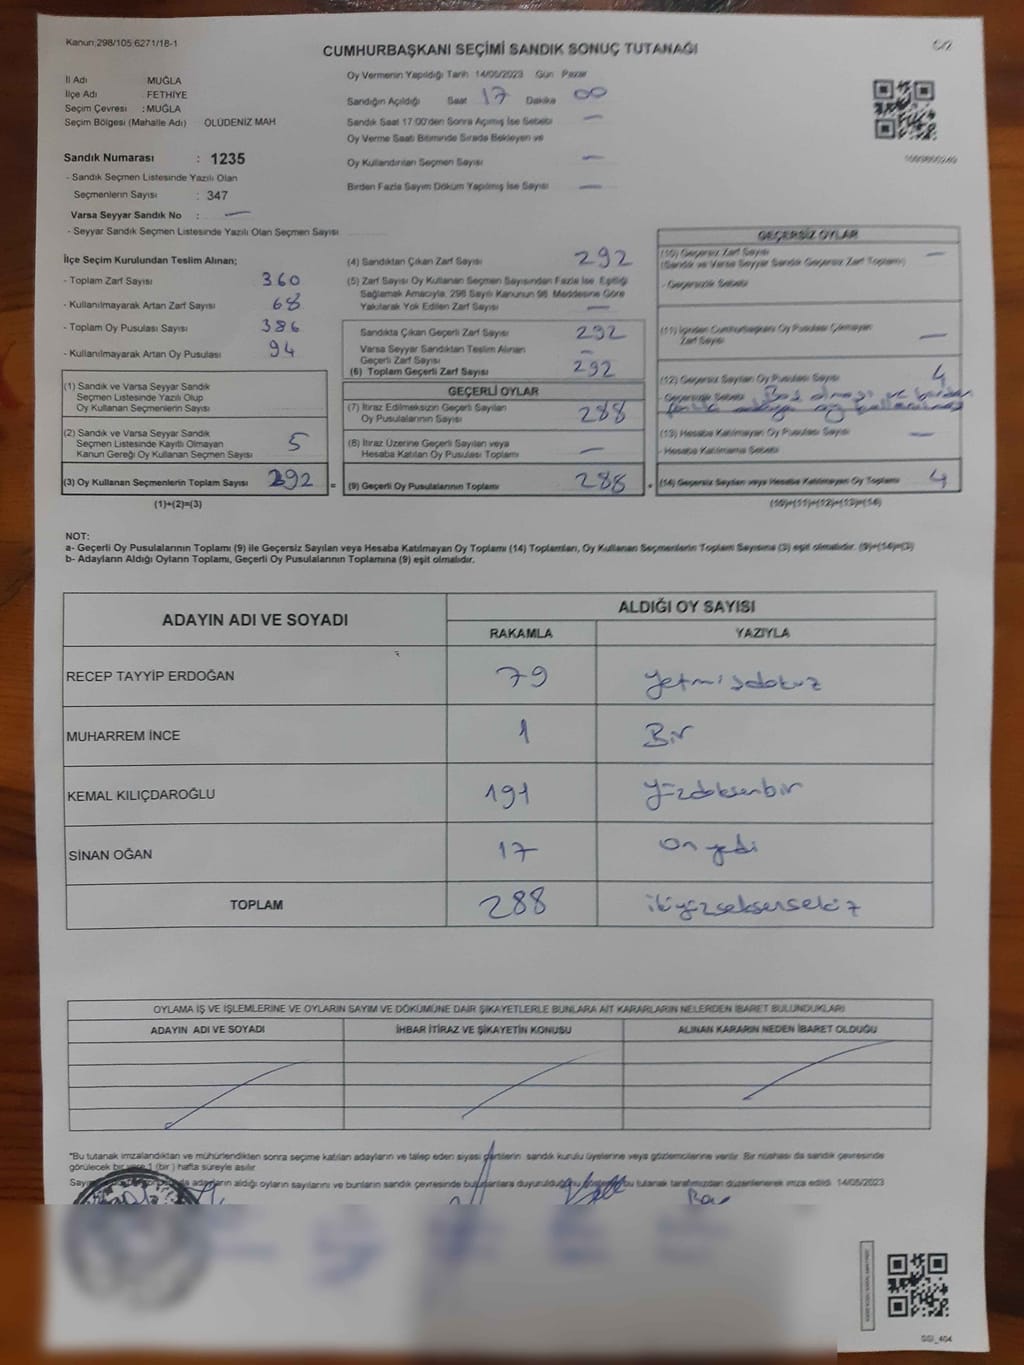 Kanun:298/105,6271/18-1
CUMHURBAŞKANI SEÇİMİ SANDIK SONUÇ TUTANAĞI
İl Adı MUĞLA
İlçe Adı : FETHİYE
Seçim Çevresi : MUĞLA
Seçim Bölgesi (Mahalle Adı) ÖLÜDENİZ MAH
Sandık Numarası : 1235
- Sandık Seçmen Listesinde Yazılı Olan
Seçmenlerin Sayısı : 347
Varsa Seyyar Sandık No : —
- Seyyar Sandık Seçmen Listesinde Yazılı Olan Seçmen Sayısı
Oy Vermenin Yapıldığı Tarih 14/05/2023 Gün Pazar
Sandığın Açıldığı Saat 17 Dakika 00
Sandık Saat 17:00'den Sonra Açılmış İse Sebebi —
Oy Verme Saati Bitiminde Sırada Bekleyen ve
Oy Kullandırılan Seçmen Sayısı —
Birden Fazla Sayım Döküm Yapılmış İse Sayısı —
İlçe Seçim Kurulundan Teslim Alınan;
- Toplam Zarf Sayısı 360
- Kullanılmayarak Artan Zarf Sayısı 68
- Toplam Oy Pusulası Sayısı 386
- Kullanılmayarak Artan Oy Pusulası 94
(1) Sandık ve Varsa Seyyar Sandık
Seçmen Listesinde Yazılı Olup
Oy Kullanan Seçmenlerin Sayısı
(2) Sandık ve Varsa Seyyar Sandık
Seçmen Listesinde Kayıtlı Olmayan
Kanun Gereği Oy Kullanan Seçmen Sayısı 5
(3) Oy Kullanan Seçmenlerin Toplam Sayısı 292 =
(1)+(2)=(3)
(4) Sandıktan Çıkan Zarf Sayısı 292
(5) Zarf Sayısı Oy Kullanan Seçmen Sayısından Fazla İse, Eşitliği
Sağlamak Amacıyla, 298 Sayılı Kanunun 98. Maddesine Göre
Yakılarak Yok Edilen Zarf Sayısı —
Sandıkta Çıkan Geçerli Zarf Sayısı 292
Varsa Seyyar Sandıktan Teslim Alınan
Geçerli Zarf Sayısı —
(6) Toplam Geçerli Zarf Sayısı 292
GEÇERLİ OYLAR
(7) İtiraz Edilmeksizin Geçerli Sayılan
Oy Pusulalarının Sayısı 288
(8) İtiraz Üzerine Geçerli Sayılan veya
Hesaba Katılan Oy Pusulası Toplamı —
(9) Geçerli Oy Pusulalarının Toplamı 288 +
GEÇERSİZ OYLAR
(10) Geçersiz Zarf Sayısı —
(Sandık ve Varsa Seyyar Sandık Geçersiz Zarf Toplamı)
- Geçersizlik Sebebi
(11) İçinden Cumhurbaşkanı Oy Pusulası Çıkmayan
Zarf Sayısı —
(12) Geçersiz Sayılan Oy Pusulası Sayısı 4
- Geçersizlik Sebebi Boş olması ve birden
(13) Hesaba Katılmayan Oy Pusulası Sayısı —
- Hesaba Katılmama Sebebi
(14) Geçersiz Sayılan veya Hesaba Katılmayan Oy Toplamı 4
(10)+(11)+(12)+(13)=(14)
NOT:
a- Geçerli Oy Pusulalarının Toplamı (9) ile Geçersiz Sayılan veya Hesaba Katılmayan Oy Toplamı (14) Toplamları, Oy Kullanan Seçmenlerin Toplam Sayısına (3) eşit olmalıdır. (9)+(14)=(3)
b- Adayların Aldığı Oyların Toplamı, Geçerli Oy Pusulalarının Toplamına (9) eşit olmalıdır.
ADAYIN ADI VE SOYADI
ALDIĞI OY SAYISI
RAKAMLA YAZIYLA
RECEP TAYYİP ERDOĞAN 79 yetmişdokuz
MUHARREM İNCE 1 Bir
KEMAL KILIÇDAROĞLU 191 yüzdoksanbir
SİNAN OĞAN 17 on yedi
TOPLAM 288 ikiyüzseksensekiz
OYLAMA İŞ VE İŞLEMLERİNE VE OYLARIN SAYIM VE DÖKÜMÜNE DAİR ŞİKAYETLERLE BUNLARA AİT KARARLARIN NELERDEN İBARET BULUNDUKLARI
ADAYIN ADI VE SOYADI İHBAR İTİRAZ VE ŞİKAYETİN KONUSU ALINAN KARARIN NEDEN İBARET OLDUĞU
"Bu tutanak imzalandıktan ve mühürlendikten sonra seçime katılan adayların ve talep eden siyasi partilerin sandık kurulu üyelerine veya gözlemcilerine verilir. Bir nüshası da sandık çevresinde
görülecek bir yere 1 (bir) hafta süreyle asılır
adayların aldığı oyların sayılarını ve bunların sandık çevresinde bulunanlara duyurulduğunu bu tutanak tarafımızdan düzenlenerek imza edildi. 14/05/2023